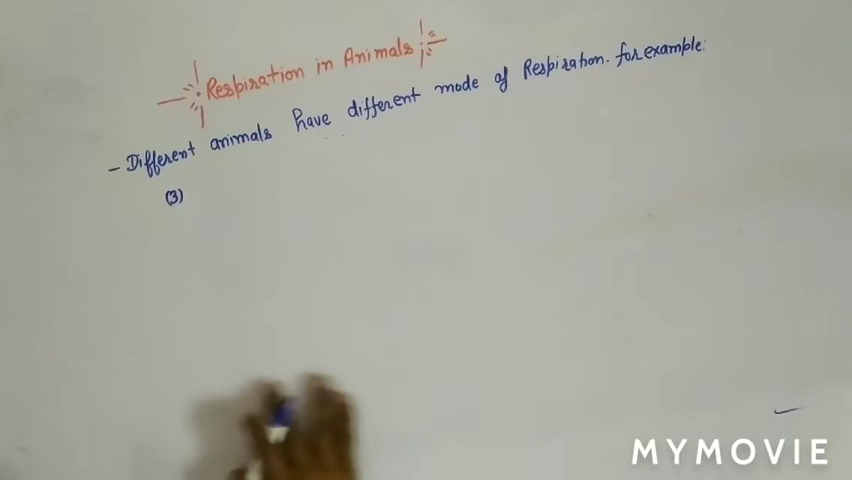 Respiration in Animals
- Different animals have different mode of Respiration. for example:
(3)
MYMOVIE